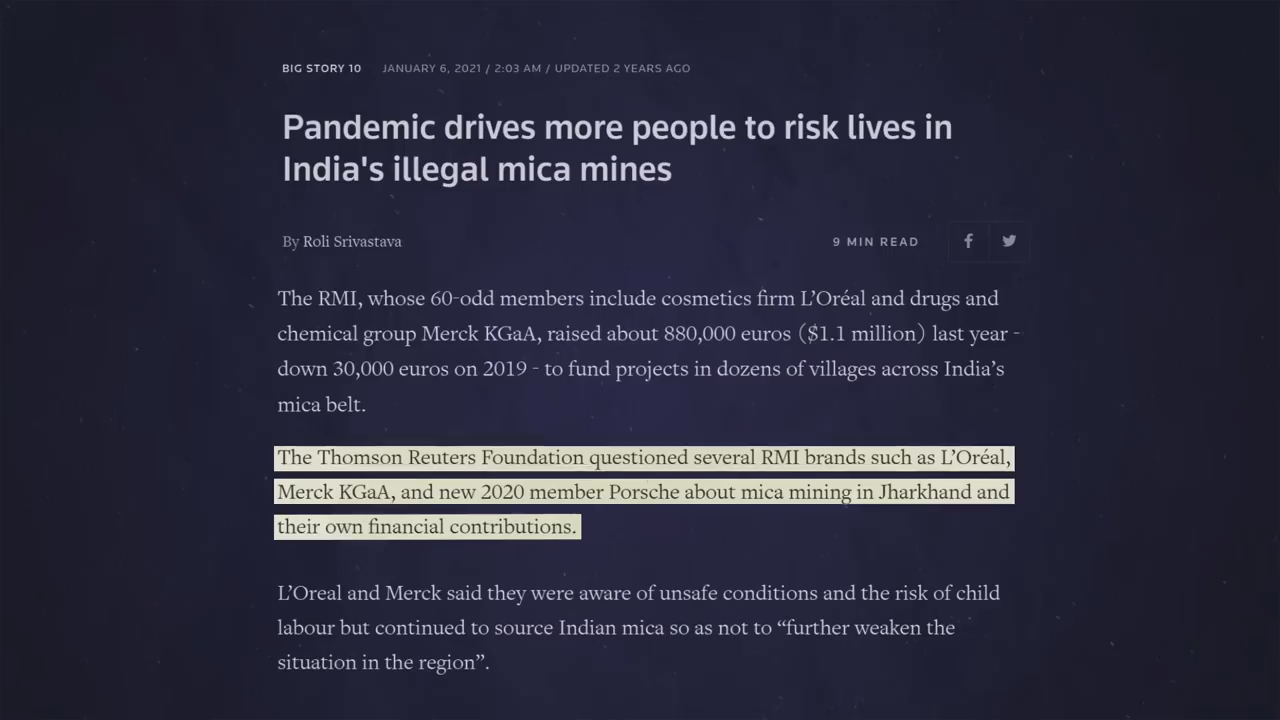 BIG STORY 10 JANUARY 6, 2021 / 2:03 AM / UPDATED 2 YEARS AGO
Pandemic drives more people to risk lives in
India's illegal mica mines
By Roli Srivastava 9 MIN READ
The RMI, whose 60-odd members include cosmetics firm L’Oréal and drugs and
chemical group Merck KGaA, raised about 880,000 euros ($1.1 million) last year -
down 30,000 euros on 2019 - to fund projects in dozens of villages across India’s
mica belt.
The Thomson Reuters Foundation questioned several RMI brands such as L’Oréal,
Merck KGaA, and new 2020 member Porsche about mica mining in Jharkhand and
their own financial contributions.
L’Oreal and Merck said they were aware of unsafe conditions and the risk of child
labour but continued to source Indian mica so as not to “further weaken the
situation in the region”.